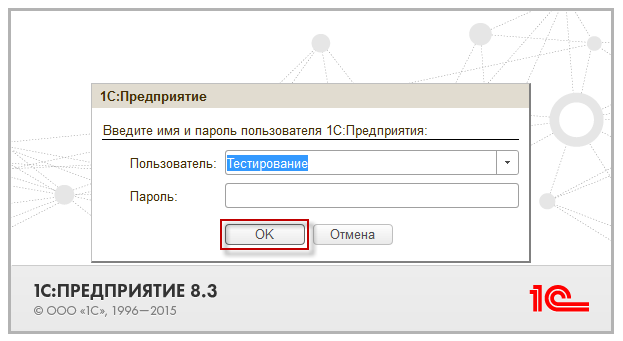 1С:Предприятие
Введите имя и пароль пользователя 1С:Предприятия:
Пользователь: Тестирование
Пароль:
OK Отмена
1С:ПРЕДПРИЯТИЕ 8.3
© ООО «1С», 1996—2015
1С